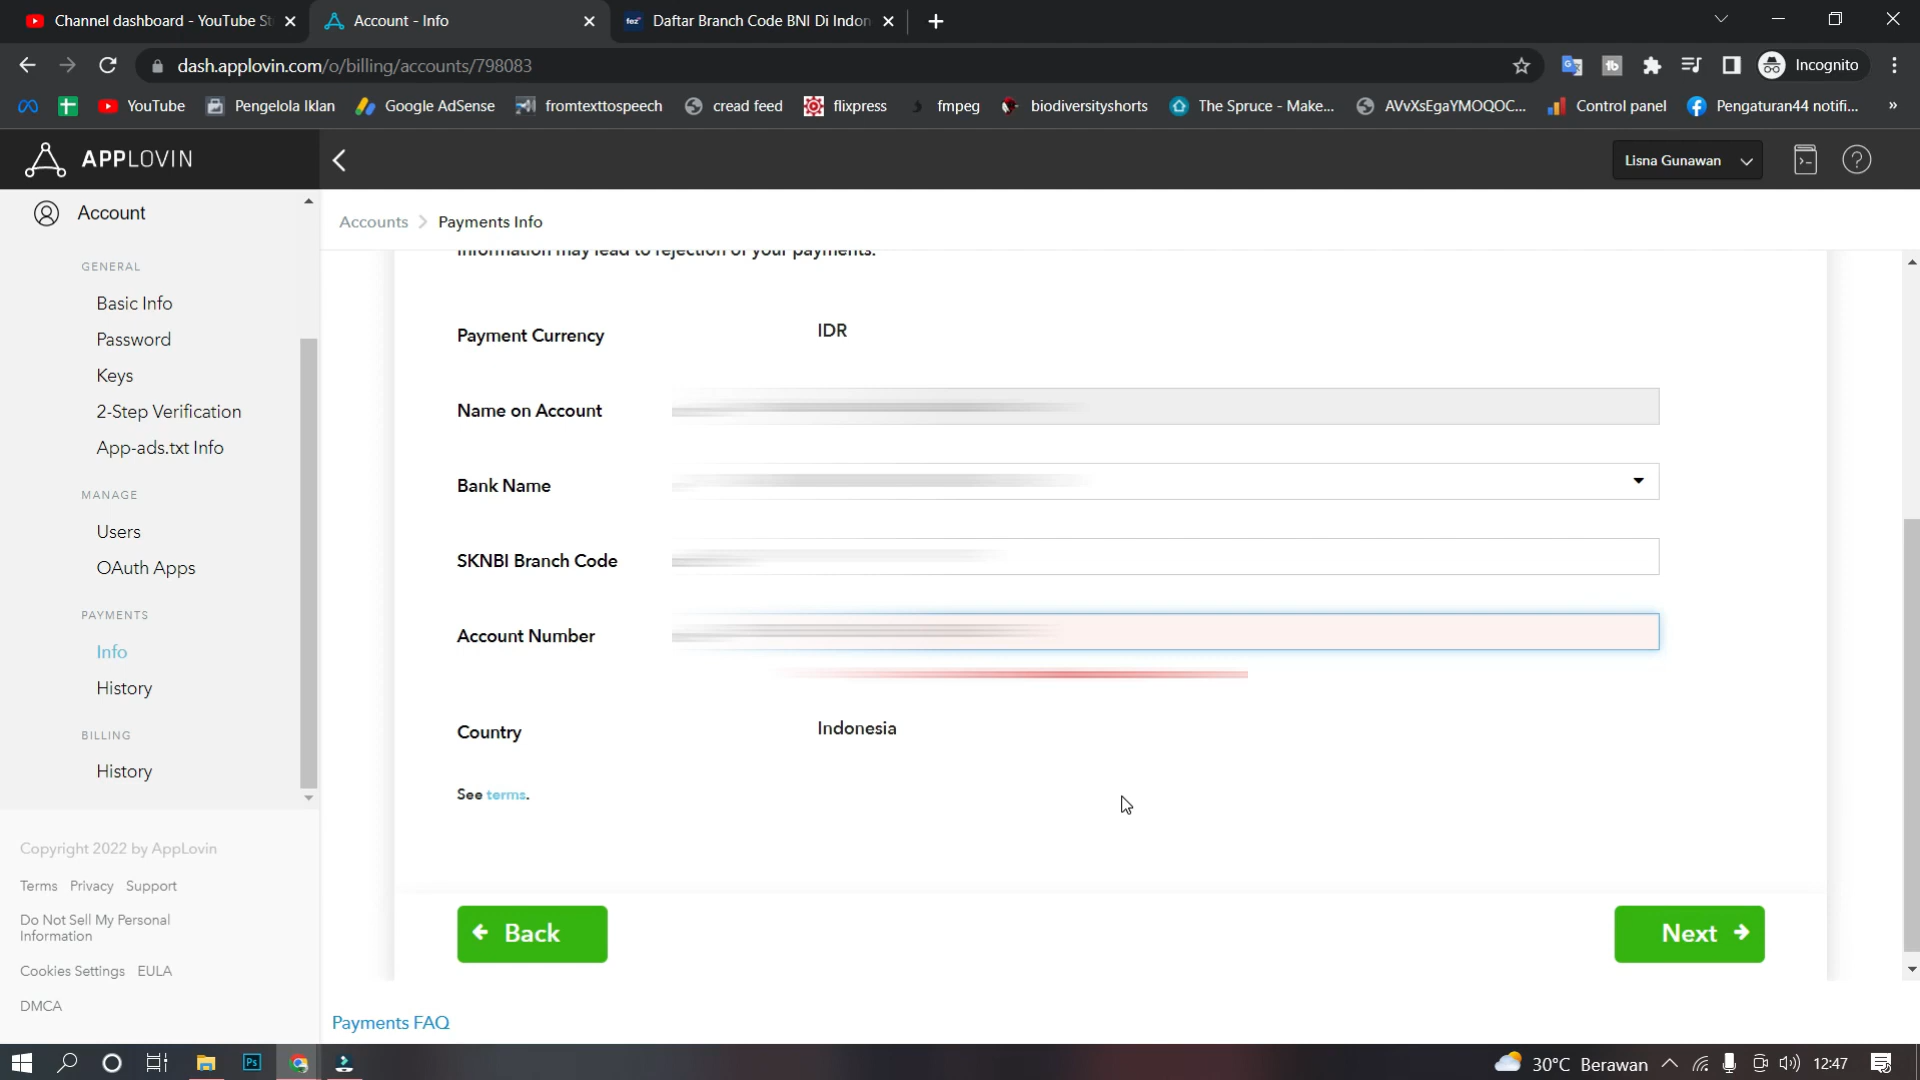 Channel dashboard - YouTube St
Account - Info
fez
Daftar Branch Code BNI Di Indon
dash.applovin.com/o/billing/accounts/798083
Incognito
YouTube
Pengelola Iklan
Google AdSense
fromtexttospeech
cread feed
flixpress
fmpeg
biodiversityshorts
The Spruce - Make...
AVvXsEgaYMOQOC...
Control panel
Pengaturan44 notifi...
»
APPLOVIN
Lisna Gunawan
Account
GENERAL
Basic Info
Password
Keys
2-Step Verification
App-ads.txt Info
MANAGE
Users
OAuth Apps
PAYMENTS
Info
History
BILLING
History
Copyright 2022 by AppLovin
Terms Privacy Support
Do Not Sell My Personal
Information
Cookies Settings EULA
DMCA
Accounts > Payments Info
information may lead to rejection of your payments.
Payment Currency IDR
Name on Account
Bank Name
SKNBI Branch Code
Account Number
Country Indonesia
See terms.
Back
Next
Payments FAQ
Ps
30°C Berawan
12:47